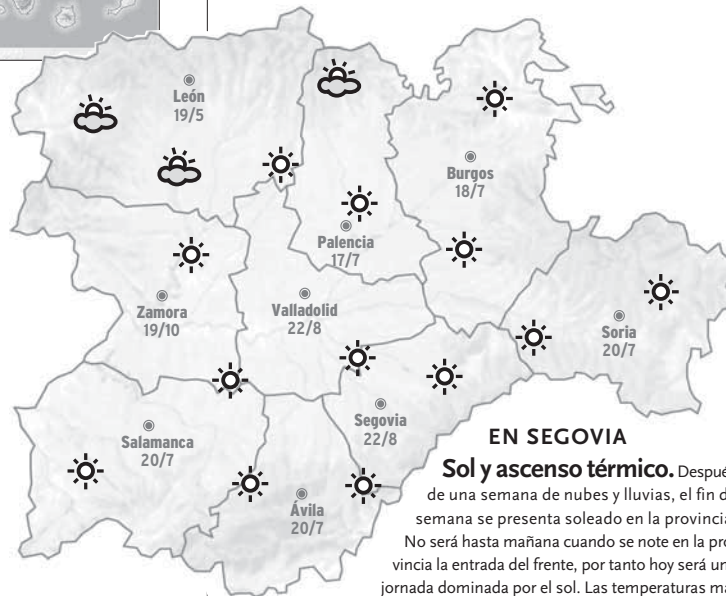 León
19/5
Burgos
18/7
Palencia
17/7
Zamora
19/10
Valladolid
22/8
Soria
20/7
Segovia
22/8
Salamanca
20/7
Ávila
20/7
EN SEGOVIA
Sol y ascenso térmico. Despué
de una semana de nubes y lluvias, el fin d
semana se presenta soleado en la provincia
No será hasta mañana cuando se note en la pro
vincia la entrada del frente, por tanto hoy será un
jornada dominada por el sol. Las temperaturas má